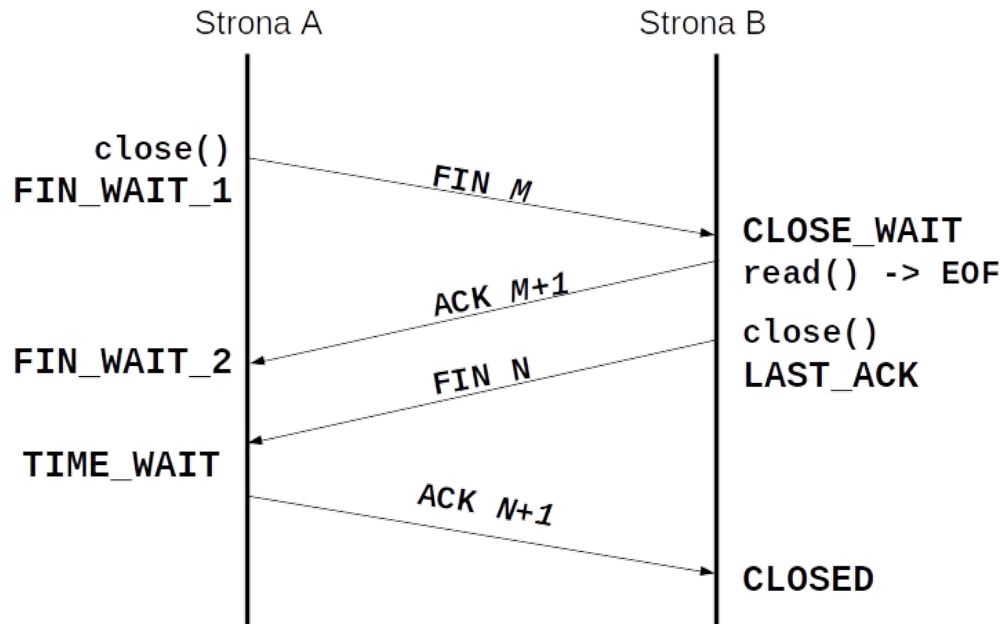 Strona A
Strona B
close()
FIN_WAIT_1
FIN M
CLOSE_WAIT
read() -> EOF
ACK M+1
close()
FIN_WAIT_2
FIN N
LAST_ACK
TIME_WAIT
ACK N+1
CLOSED